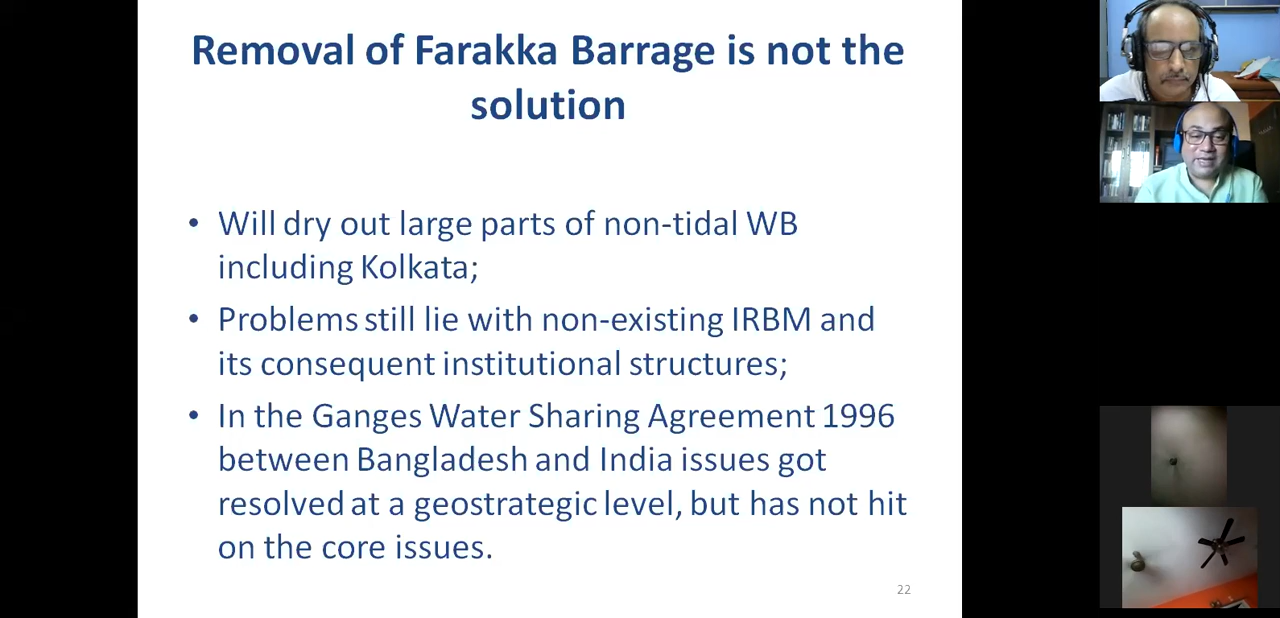 Removal of Farakka Barrage is not the
solution
• Will dry out large parts of non-tidal WB
including Kolkata;
• Problems still lie with non-existing IRBM and
its consequent institutional structures;
• In the Ganges Water Sharing Agreement 1996
between Bangladesh and India issues got
resolved at a geostrategic level, but has not hit
on the core issues.
22